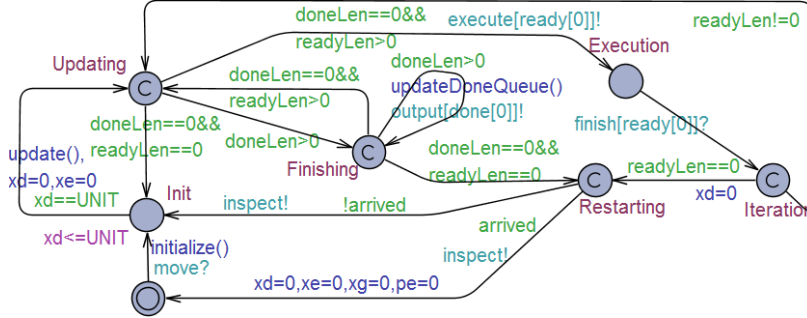 doneLen==0&&
readyLen>0
execute[ready[0]]!
readyLen!=0
Execution
Updating
C
doneLen==0&&
readyLen>0
doneLen>0
updateDoneQueue()
output[done[0]]!
doneLen>0
doneLen==0&&
readyLen==0
finish[ready[0]]?
C
Finishing
doneLen==0&&
readyLen==0
update(),
xd=0,xe=0
xd==UNIT
Init
xd<=UNIT
readyLen==0
xd=0
C
Restarting
C
Iteration
inspect!
!arrived
arrived
inspect!
initialize()
move?
xd=0,xe=0,xg=0,pe=0